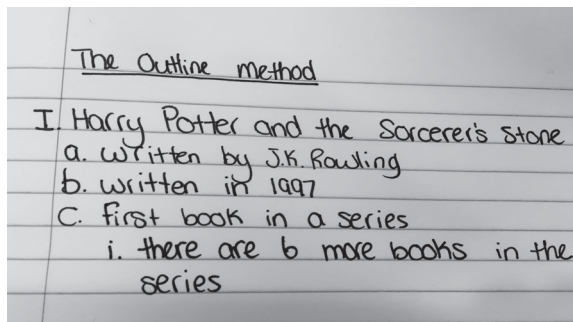 The Outline method
I. Harry Potter and the Sorcerer's Stone
a. written by J.K. Rowling
b. written in 1997
C. first book in a series
i. there are 6 more books in the
series